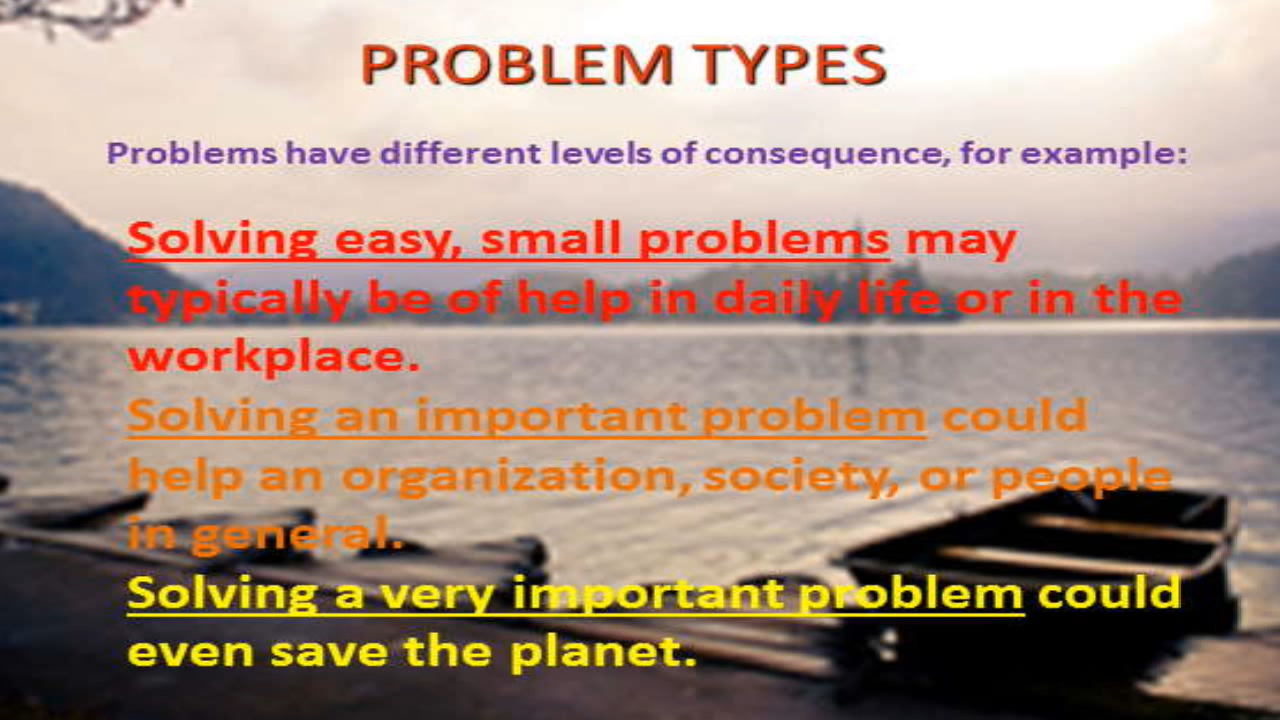 PROBLEM TYPES
Problems have different levels of consequence, for example:
Solving easy, small problems may
typically be of help in daily life or in the
workplace.
Solving an important problem could
help an organization, society, or people
in general.
Solving a very important problem could
even save the planet.